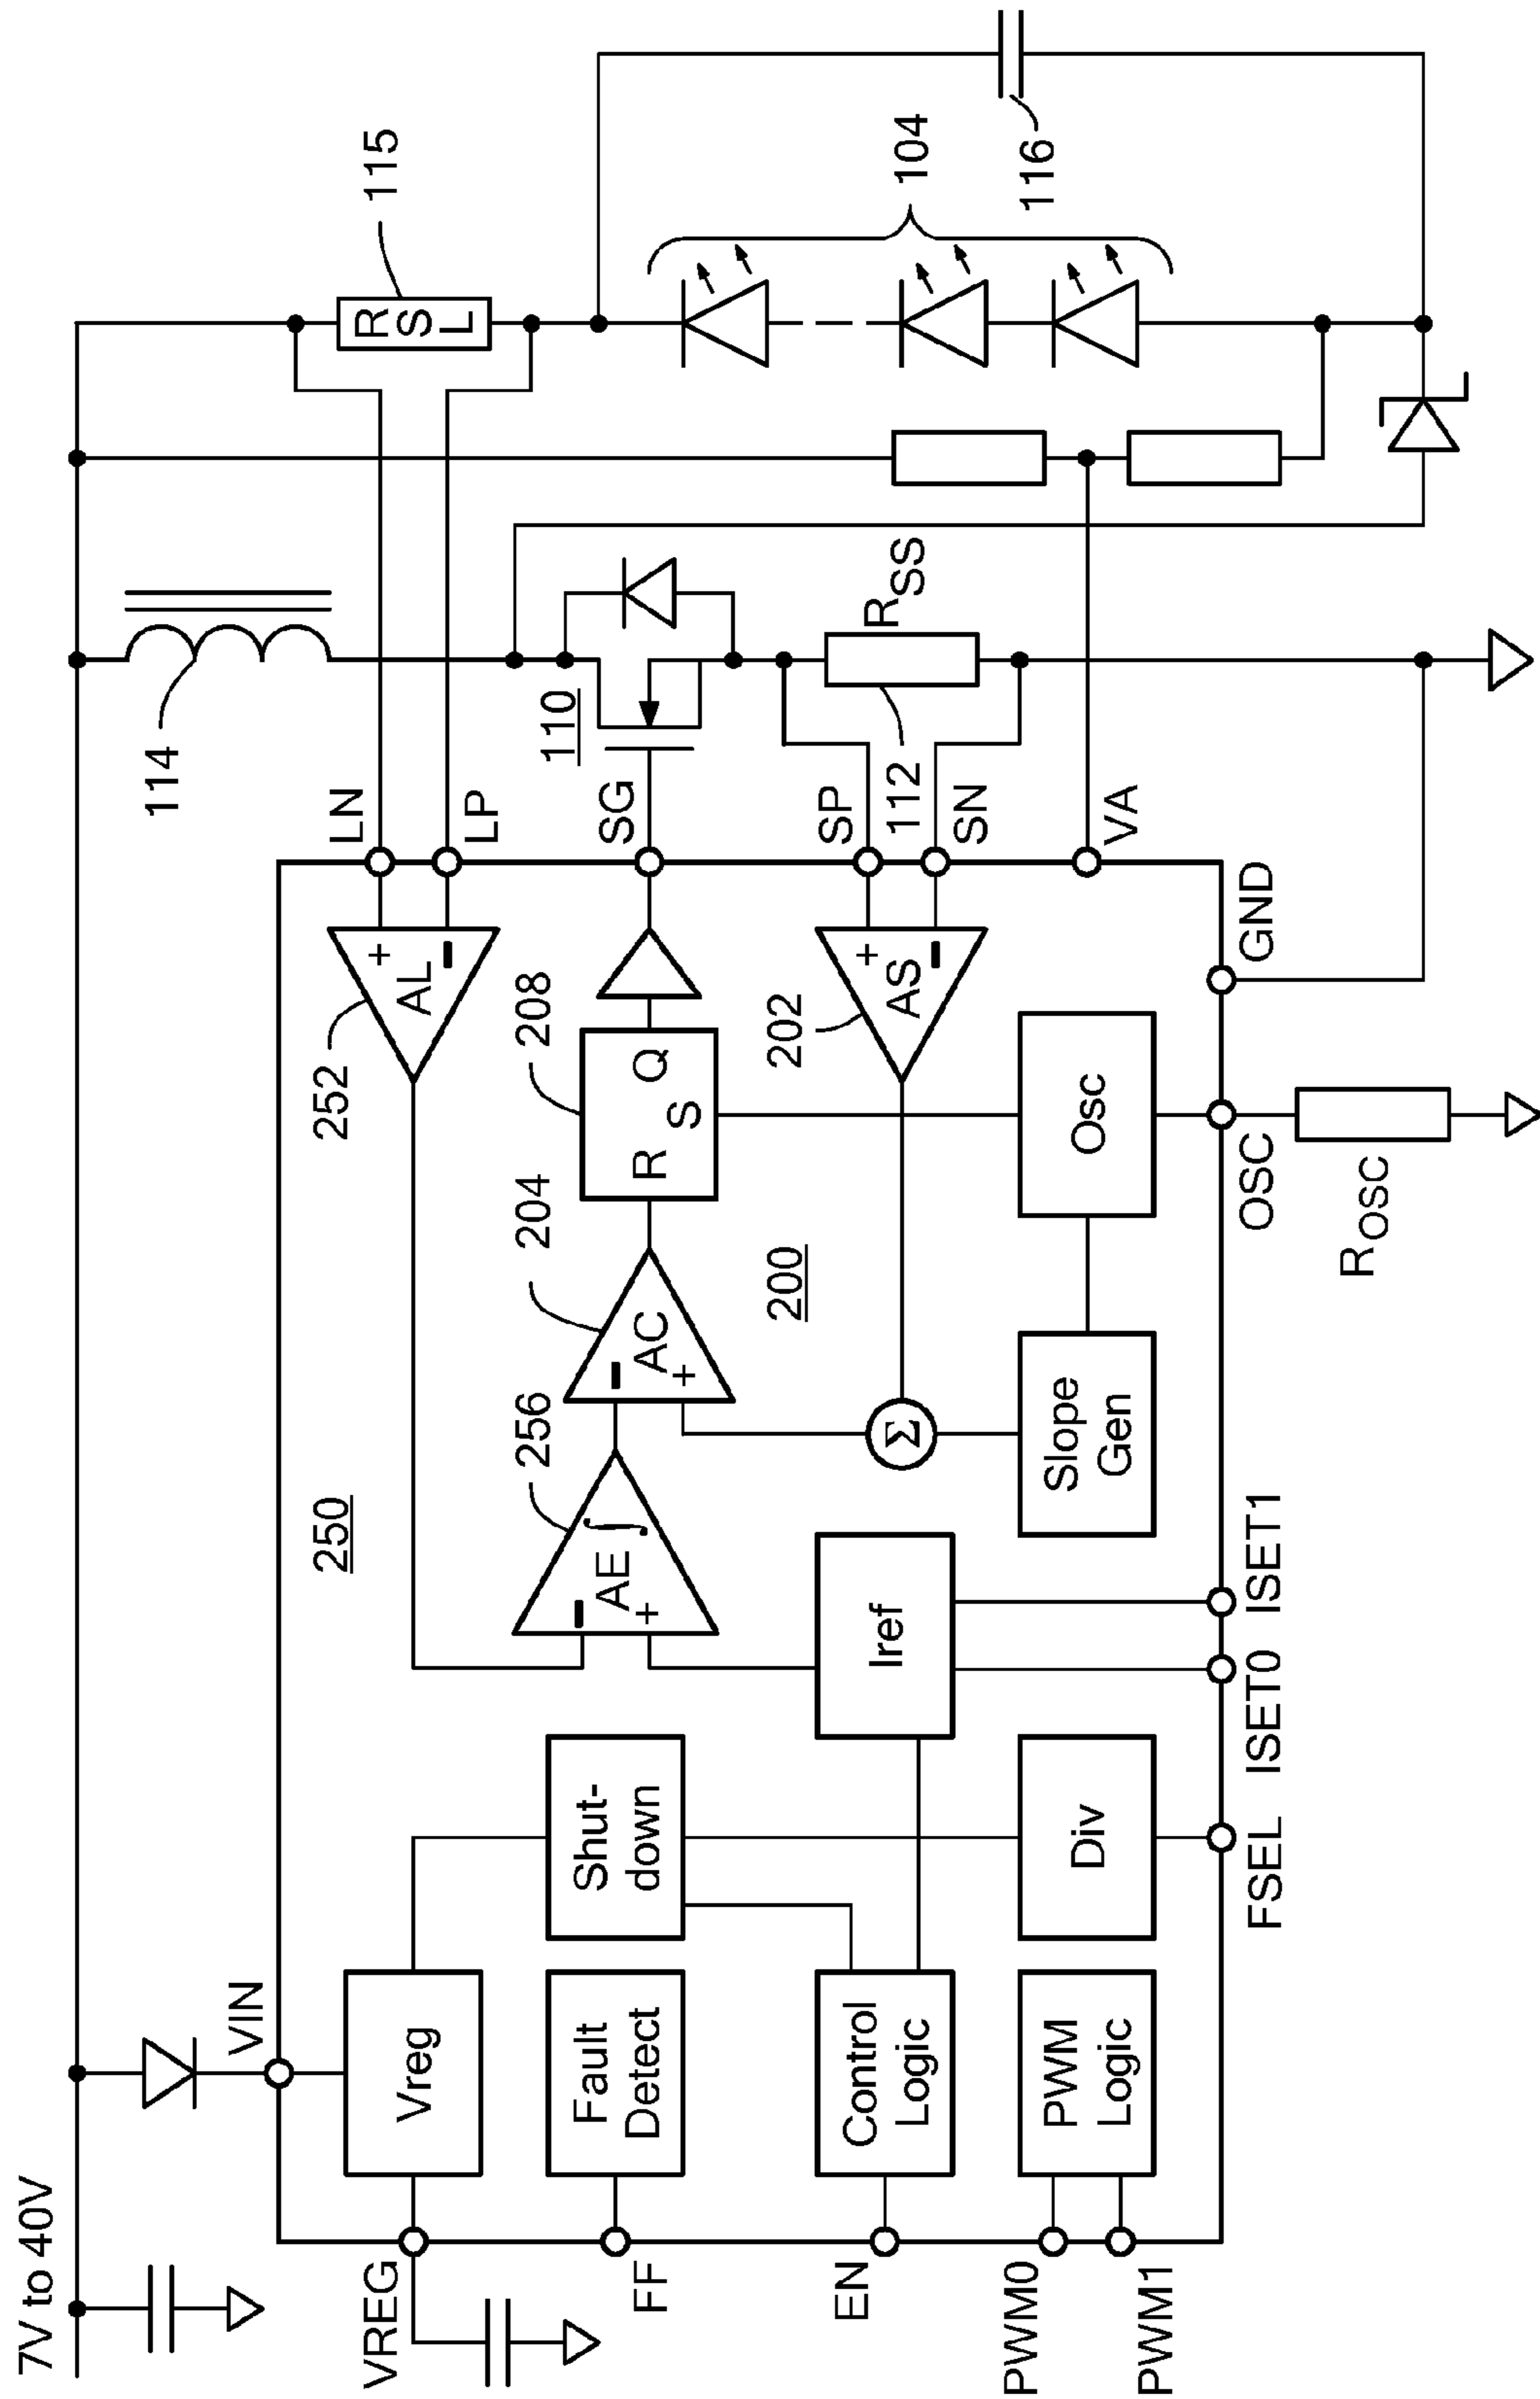 7V to 40V
VIN
VREG
Vreg
FF
Fault
Detect
Shut-
down
EN
Control
Logic
PWM0
PWM1
PWM
Logic
Div
FSEL
Iref
ISET0
ISET1
250
256
AE ∫
−
+
204
AC
−
+
200
Σ
Slope
Gen
252
AL
+
−
208
R
S
Q
202
AS
+
−
Osc
OSC
ROSC
GND
LN
LP
SG
SP
SN
VA
114
110
112
RSS
115
RSL
104
116